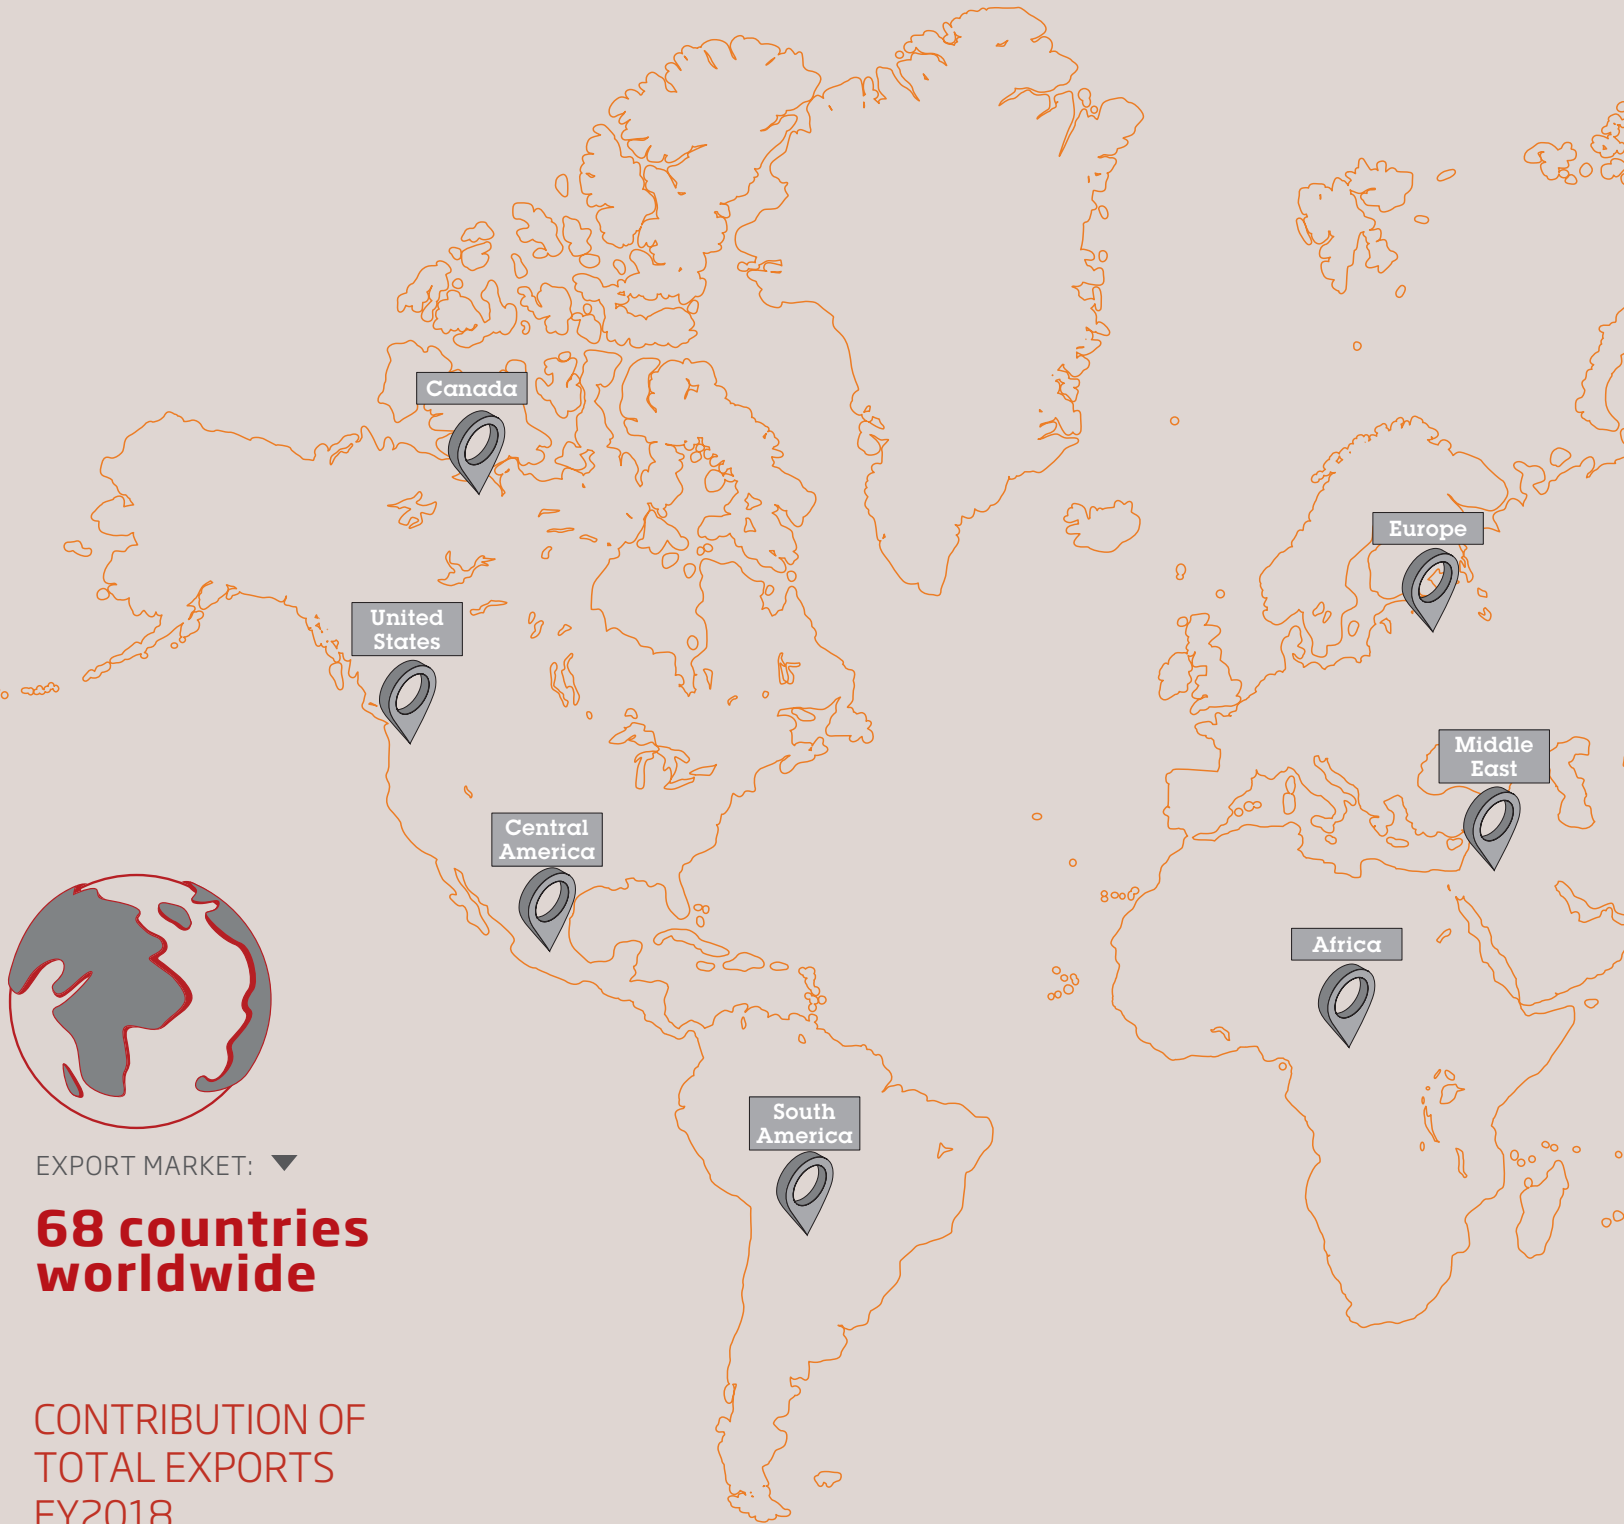 Canada
Europe
United
States
Middle
East
Central
America
Africa
South
America
EXPORT MARKET:
68 countries
worldwide
CONTRIBUTION OF
TOTAL EXPORTS
FY2018